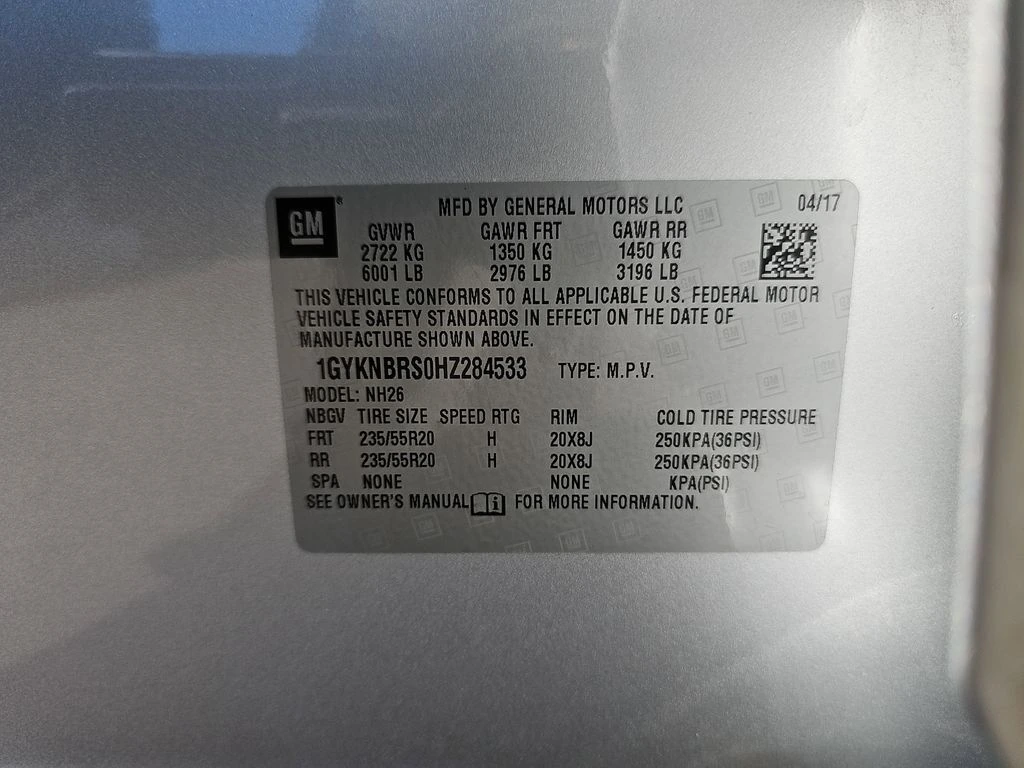 GM
MFD BY GENERAL MOTORS LLC 04/17
GVWR GAWR FRT GAWR RR
2722 KG 1350 KG 1450 KG
6001 LB 2976 LB 3196 LB
THIS VEHICLE CONFORMS TO ALL APPLICABLE U.S. FEDERAL MOTOR
VEHICLE SAFETY STANDARDS IN EFFECT ON THE DATE OF
MANUFACTURE SHOWN ABOVE.
1GYKNBRS0HZ284533 TYPE: M.P.V.
MODEL: NH26
NBGV TIRE SIZE SPEED RTG RIM COLD TIRE PRESSURE
FRT 235/55R20 H 20X8J 250KPA(36PSI)
RR 235/55R20 H 20X8J 250KPA(36PSI)
SPA NONE NONE KPA(PSI)
SEE OWNER'S MANUAL i FOR MORE INFORMATION.